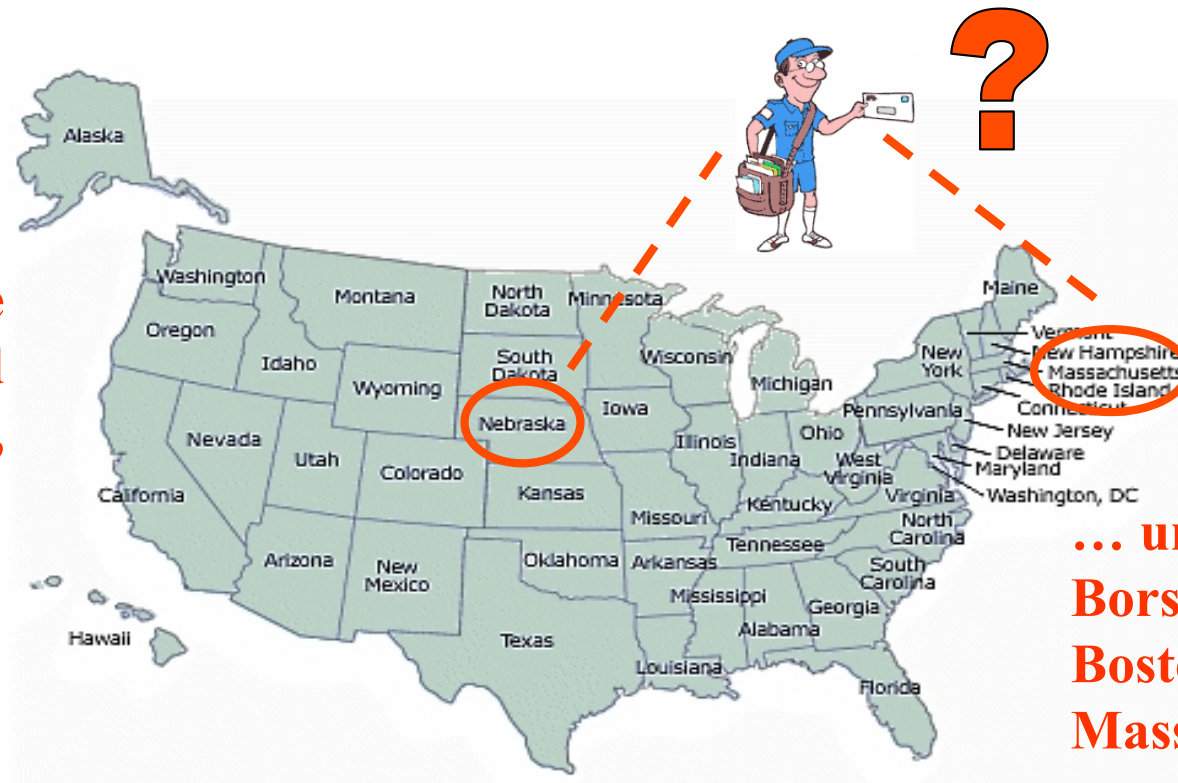 ?
Alaska
Washington
Montana
North
Dakota
Minnesota
Maine
Oregon
Idaho
South
Dakota
Wisconsin
Michigan
New
York
Vermont
New Hampshire
Massachusetts
Rhode Island
Connecticut
Wyoming
Nebraska
Iowa
Illinois
Indiana
Ohio
Pennsylvania
New Jersey
Delaware
Maryland
Washington, DC
Nevada
Utah
Colorado
Kansas
Missouri
Kentucky
West
Virginia
Virginia
California
Arizona
New
Mexico
Oklahoma
Arkansas
Tennessee
North
Carolina
South
Carolina
Mississippi
Alabama
Georgia
Texas
Louisiana
Florida
Hawaii
e
,
… u
Bors
Bost
Mass